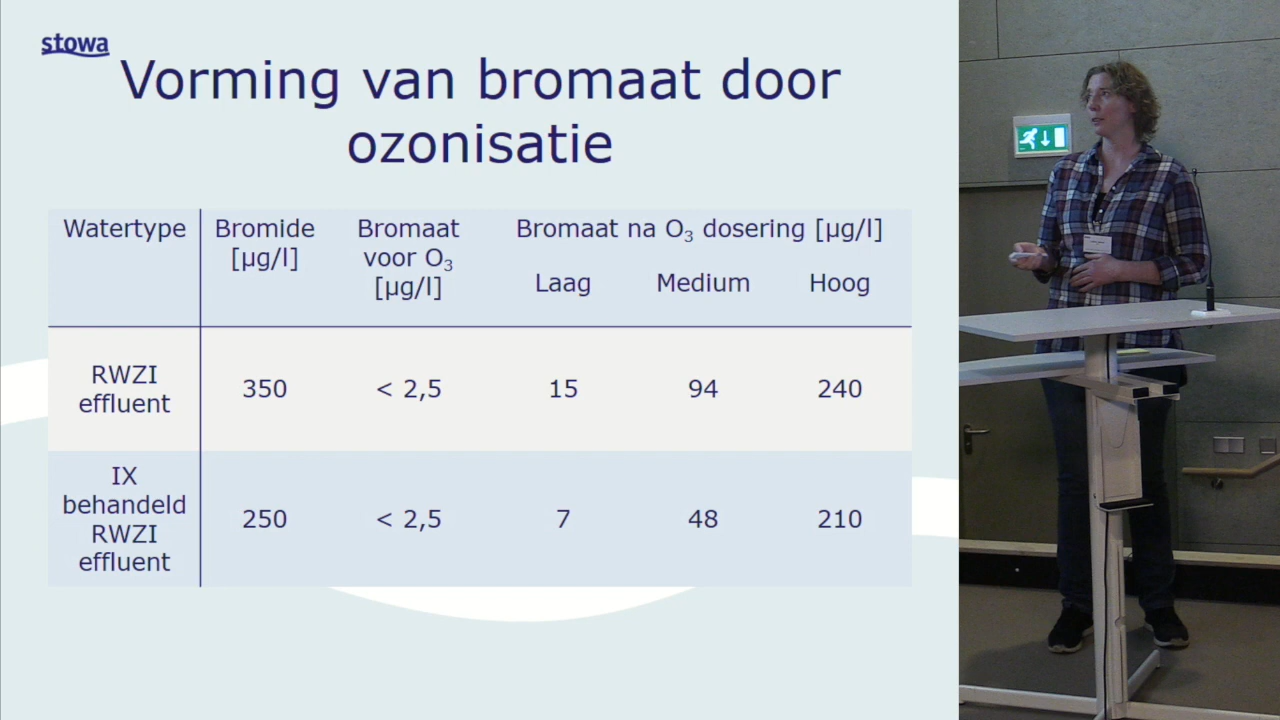 stowa
Vorming van bromaat door
ozonisatie
Watertype
Bromide
[µg/l]
Bromaat
voor O₃
[µg/l]
Bromaat na O₃ dosering [µg/l]
Laag Medium Hoog
RWZI
effluent
350 < 2,5 15 94 240
IX
behandeld
RWZI
effluent
250 < 2,5 7 48 210